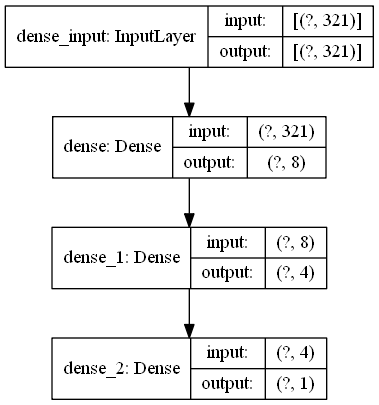 dense_input: InputLayer
input: [(?, 321)]
output: [(?, 321)]
dense: Dense
input: (?, 321)
output: (?, 8)
dense_1: Dense
input: (?, 8)
output: (?, 4)
dense_2: Dense
input: (?, 4)
output: (?, 1)